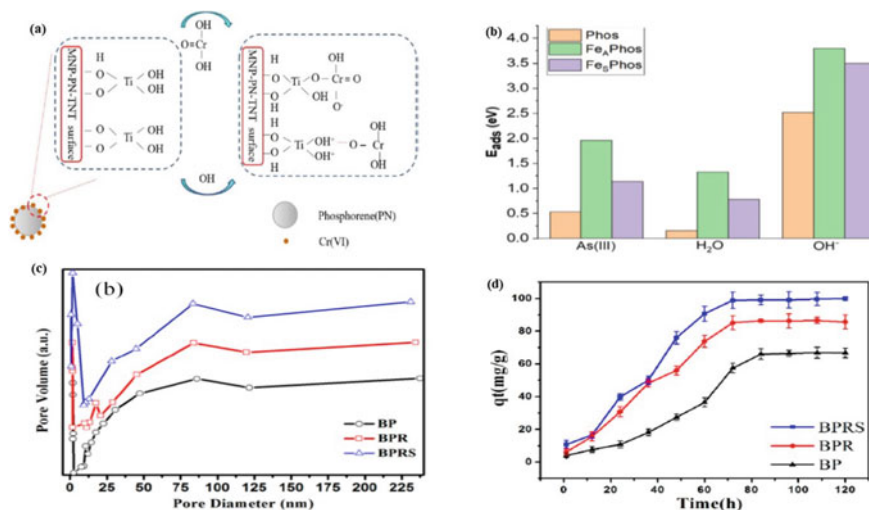 (a)
OH
O=Cr
OH
MNP-PN-TNT surface
H
O
O
Ti
OH
OH
O
O
Ti
OH
OH
MNP-PN-TNT surface
H
O
O
H
Ti
O
Cr
OH
O
OH
O⁻
H
O
O
H
Ti
OH⁺
OH⁺
O
Cr
OH
OH
OH
Phosphorene(PN)
Cr(VI)
(b)
Phos
Fe_APhos
Fe_SPhos
E_ads (eV)
4.0
3.5
3.0
2.5
2.0
1.5
1.0
0.5
0.0
As(III) H₂O OH⁻
(c)
(b)
Pore Volume (a.u.)
BP
BPR
BPRS
0 25 50 75 100 125 150 175 200 225
Pore Diameter (nm)
(d)
qt(mg/g)
100
80
60
40
20
0
BPRS
BPR
BP
0 20 40 60 80 100 120
Time(h)